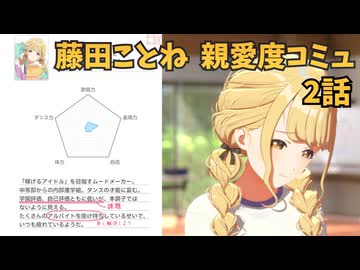 藤田ことね 親愛度コミュ
2話
歌唱力
ダンス力
表現力
体力
自信
「稼げるアイドル」を目指すムードメーカー。
中等部からの内部進学組。ダンスの才能に富む。
学園評価、自己評価ともに低いが、本調子では
ないように見える。
課題
たくさんのアルバイトを掛け持ちしているせいで、
いつも疲れているようだ。
早く解決しよう